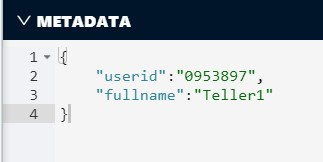 METADATA
1 {
2 "userid":"0953897",
3 "fullname":"Teller1"
4 }